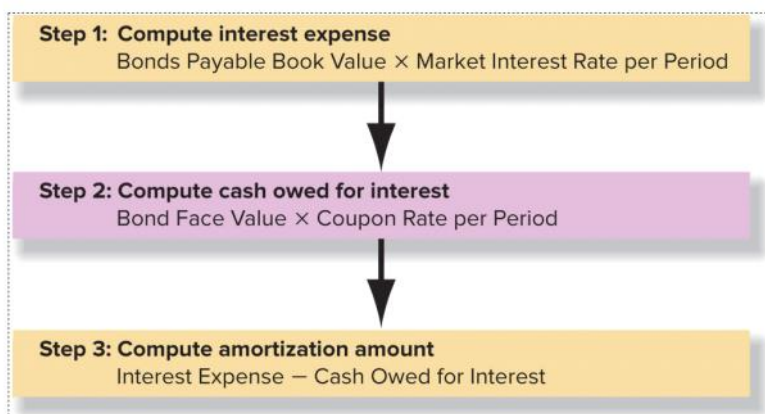 Step 1: Compute interest expense
Bonds Payable Book Value × Market Interest Rate per Period
Step 2: Compute cash owed for interest
Bond Face Value × Coupon Rate per Period
Step 3: Compute amortization amount
Interest Expense − Cash Owed for Interest